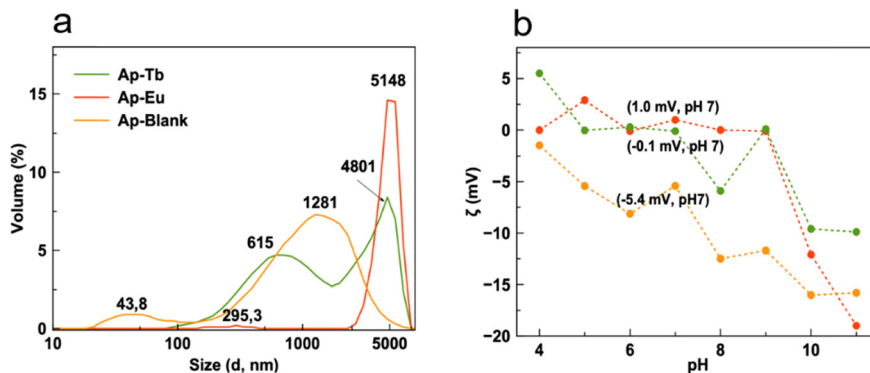 a
Volume (%)
15
10
5
0
Ap-Tb
Ap-Eu
Ap-Blank
5148
4801
1281
615
43,8
295,3
10
100
1000
5000
Size (d, nm)
b
ζ (mV)
5
0
−5
−10
−15
−20
(1.0 mV, pH 7)
(-0.1 mV, pH 7)
(-5.4 mV, pH7)
4
6
8
10
pH